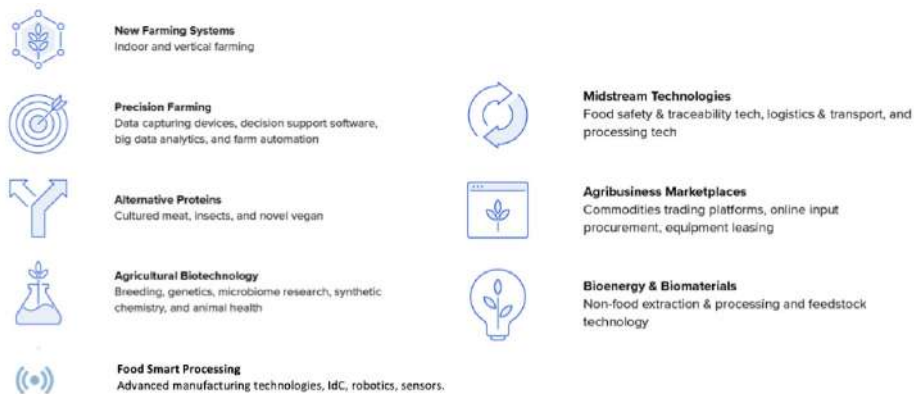 New Farming Systems
Indoor and vertical farming
Precision Farming
Data capturing devices, decision support software,
big data analytics, and farm automation
Alternative Proteins
Cultured meat, insects, and novel vegan
Agricultural Biotechnology
Breeding, genetics, microbiome research, synthetic
chemistry, and animal health
Food Smart Processing
Advanced manufacturing technologies, IdC, robotics, sensors.
Midstream Technologies
Food safety & traceability tech, logistics & transport, and
processing tech
Agribusiness Marketplaces
Commodities trading platforms, online input
procurement, equipment leasing
Bioenergy & Biomaterials
Non-food extraction & processing and feedstock
technology